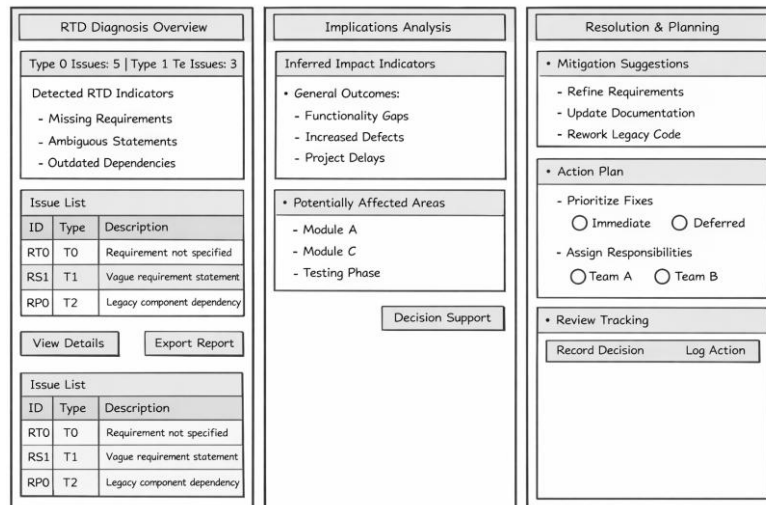 RTD Diagnosis Overview
Type 0 Issues: 5 | Type 1 Te Issues: 3
Detected RTD Indicators
- Missing Requirements
- Ambiguous Statements
- Outdated Dependencies
Issue List
ID Type Description
RT0 T0 Requirement not specified
RS1 T1 Vague requirement statement
RP0 T2 Legacy component dependency
View Details Export Report
Issue List
ID Type Description
RT0 T0 Requirement not specified
RS1 T1 Vague requirement statement
RP0 T2 Legacy component dependency
Implications Analysis
Inferred Impact Indicators
• General Outcomes:
- Functionality Gaps
- Increased Defects
- Project Delays
• Potentially Affected Areas
- Module A
- Module C
- Testing Phase
Decision Support
Resolution & Planning
• Mitigation Suggestions
- Refine Requirements
- Update Documentation
- Rework Legacy Code
• Action Plan
- Prioritize Fixes
Immediate Deferred
- Assign Responsibilities
Team A Team B
• Review Tracking
Record Decision Log Action